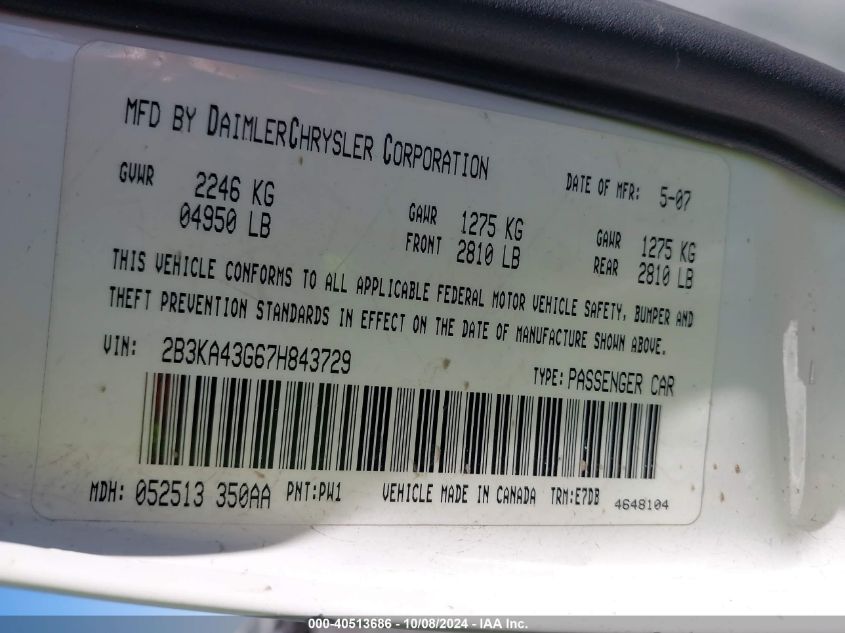 MFD BY DAIMLERCHRYSLER CORPORATION
DATE OF MFR: 5-07
GVWR 2246 KG
04950 LB
GAWR 1275 KG
FRONT 2810 LB
GAWR 1275 KG
REAR 2810 LB
THIS VEHICLE CONFORMS TO ALL APPLICABLE FEDERAL MOTOR VEHICLE SAFETY, BUMPER AND
THEFT PREVENTION STANDARDS IN EFFECT ON THE DATE OF MANUFACTURE SHOWN ABOVE.
VIN: 2B3KA43G67H843729
TYPE: PASSENGER CAR
MDH: 052513 350AA PNT: PW1 VEHICLE MADE IN CANADA TRM: E7DB 4648104
000-40513686 - 10/08/2024 - IAA Inc.